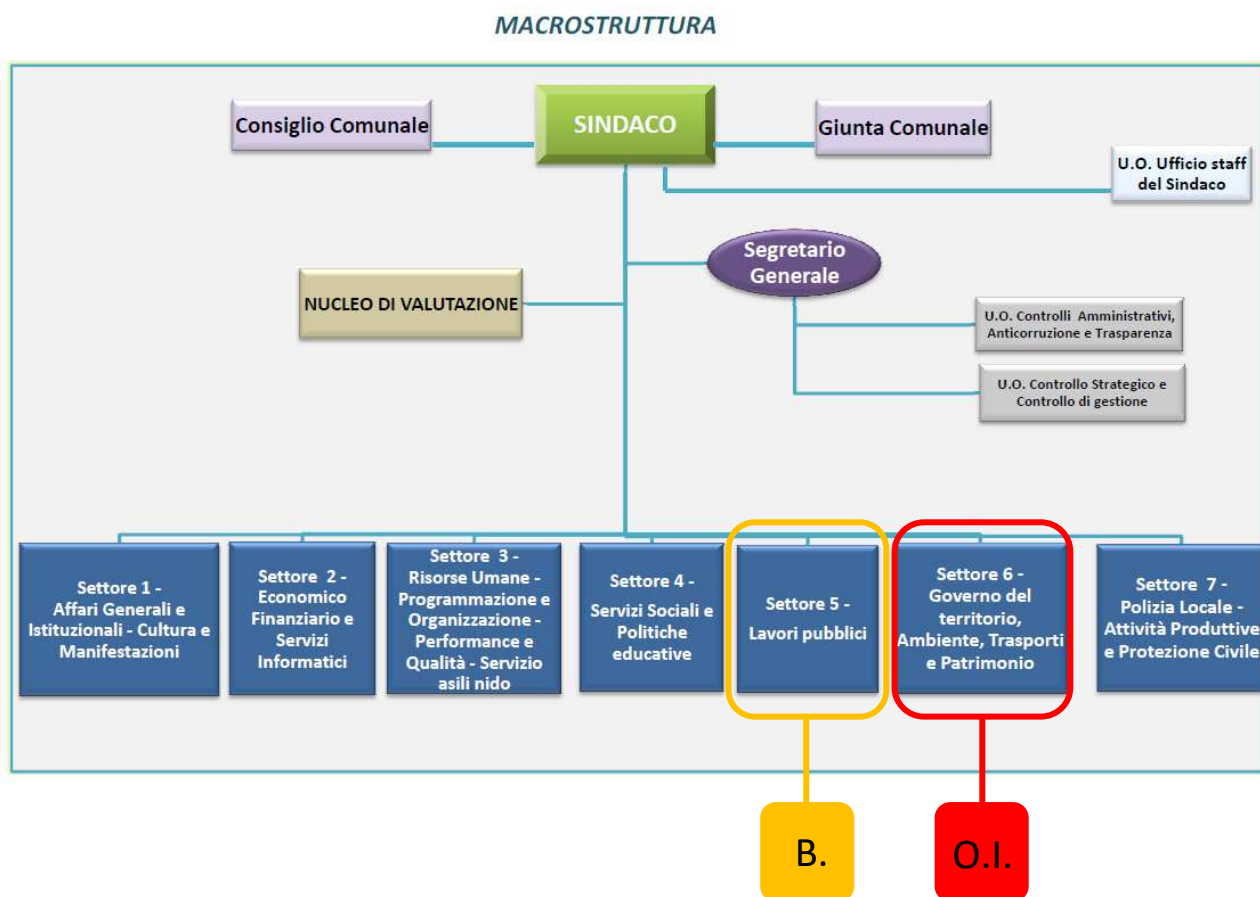 MACROSTRUTTURA
Consiglio Comunale
SINDACO
Giunta Comunale
U.O. Ufficio staff
del Sindaco
Segretario
Generale
NUCLEO DI VALUTAZIONE
U.O. Controlli Amministrativi,
Anticorruzione e Trasparenza
U.O. Controllo Strategico e
Controllo di gestione
Settore 1 -
Affari Generali e
Istituzionali - Cultura e
Manifestazioni
Settore 2 -
Economico
Finanziario e
Servizi
Informatici
Settore 3 -
Risorse Umane -
Programmazione e
Organizzazione -
Performance e
Qualità - Servizio
asili nido
Settore 4 -
Servizi Sociali e
Politiche
educative
Settore 5 -
Lavori pubblici
Settore 6 -
Governo del
territorio,
Ambiente, Trasporti
e Patrimonio
Settore 7 -
Polizia Locale -
Attività Produttive
e Protezione Civile
B.
O.I.